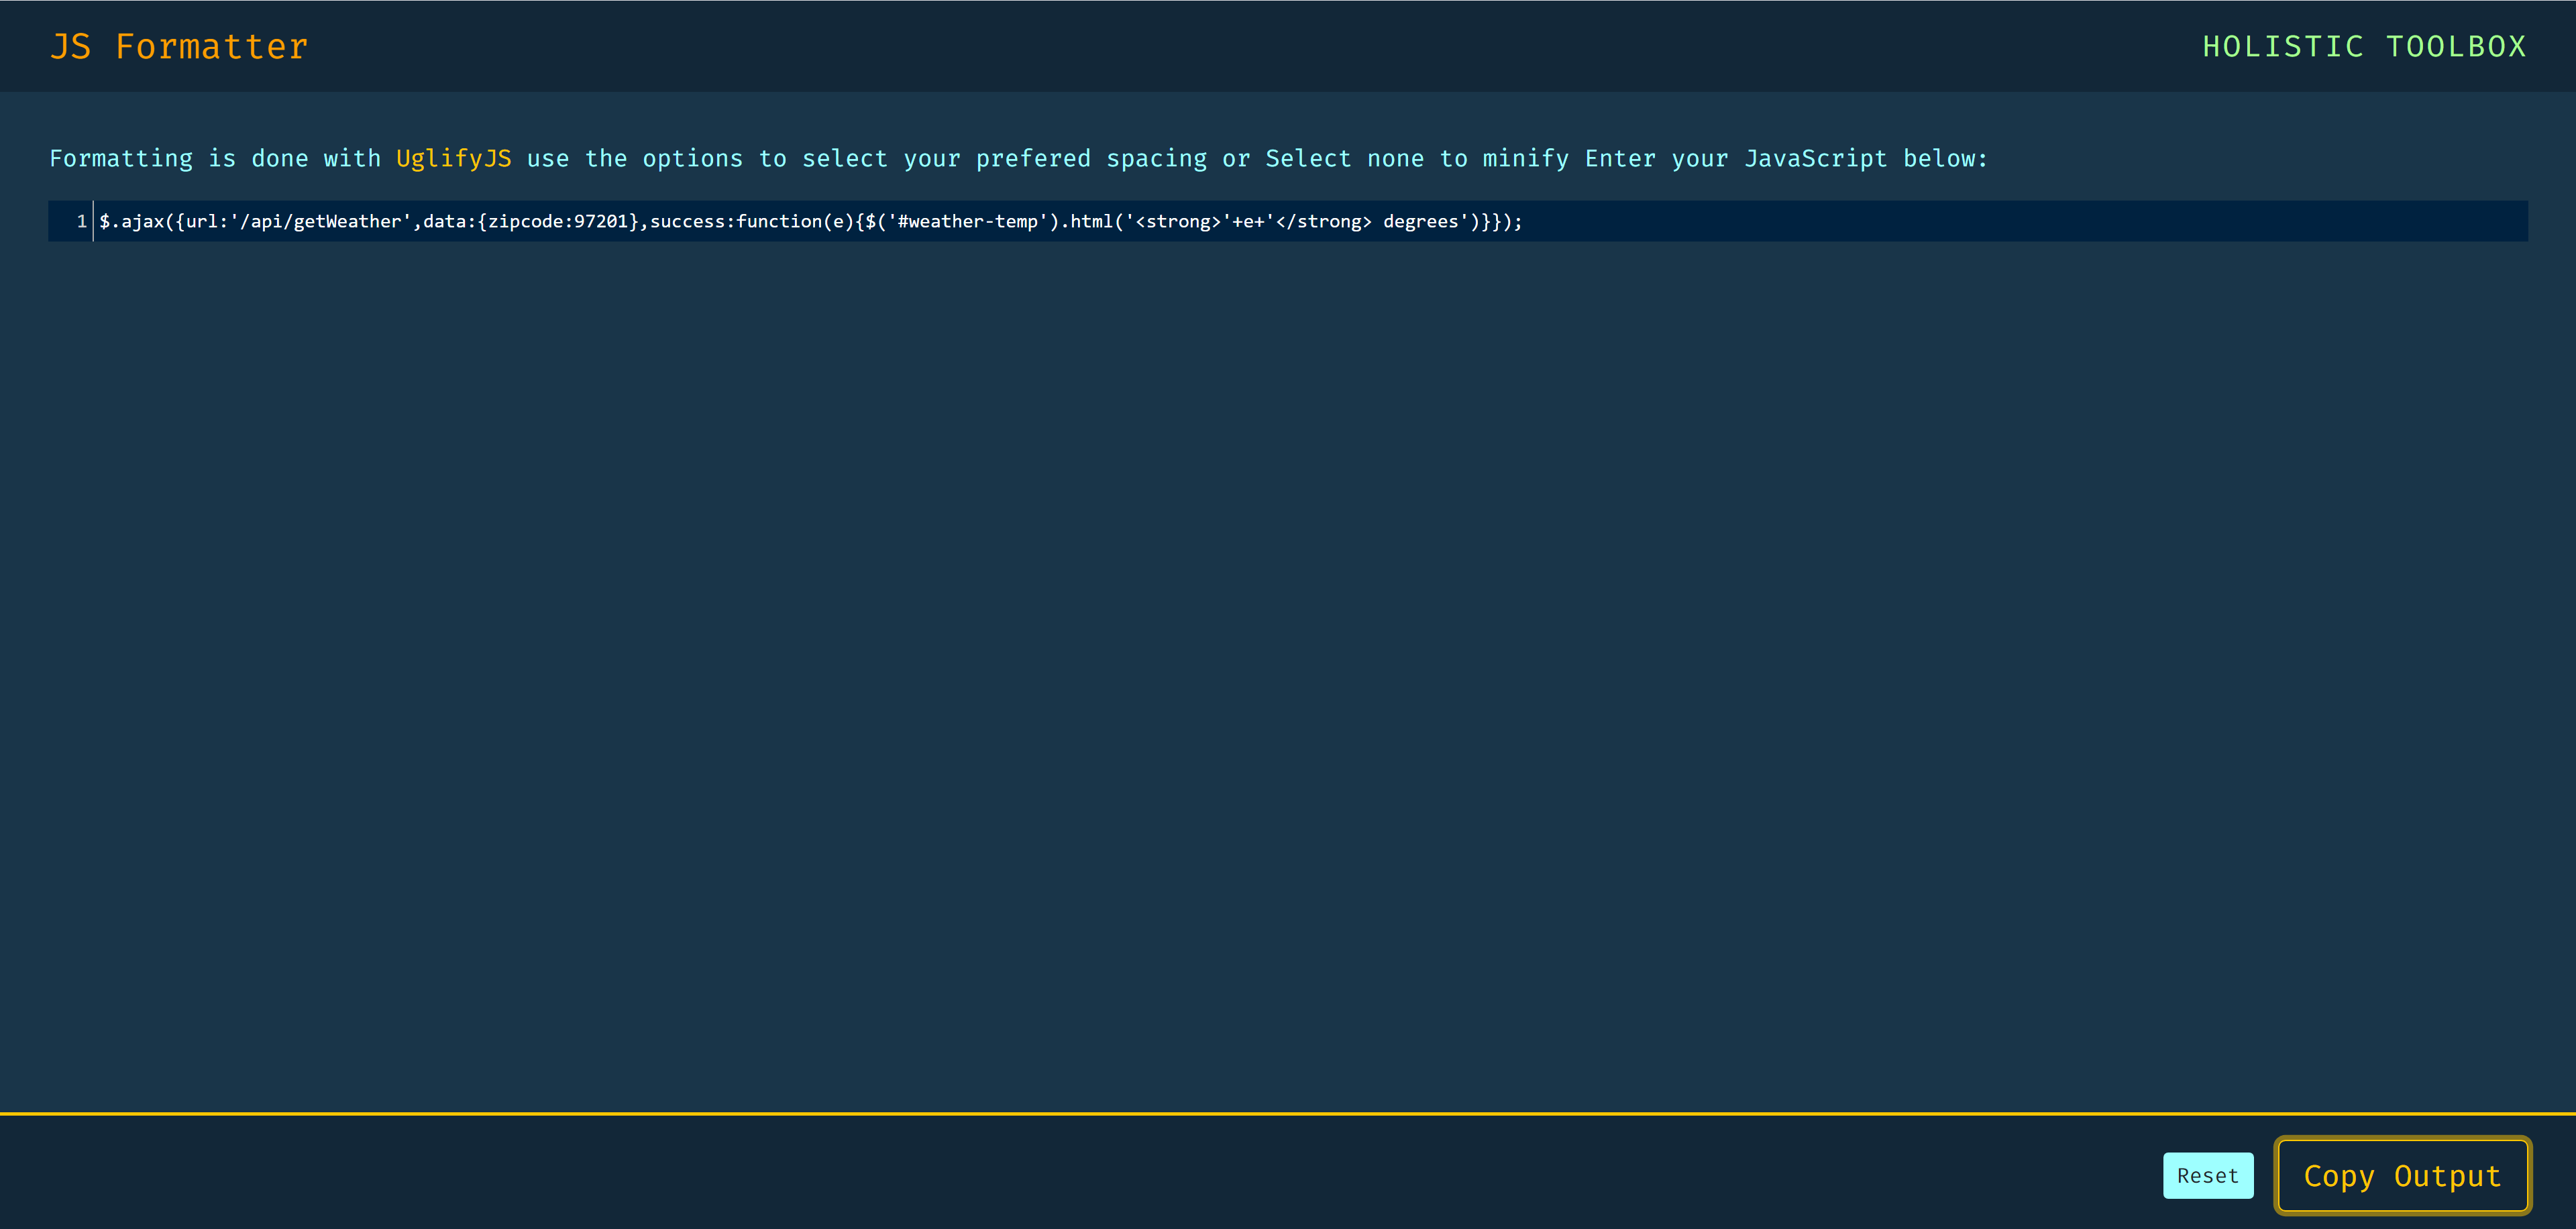 JS Formatter
HOLISTIC TOOLBOX
Formatting is done with UglifyJS use the options to select your prefered spacing or Select none to minify Enter your JavaScript below:
1 $.ajax({url:'/api/getWeather',data:{zipcode:97201},success:function(e){$('#weather-temp').html('<strong>'+e+'</strong> degrees')}});
Reset
Copy Output